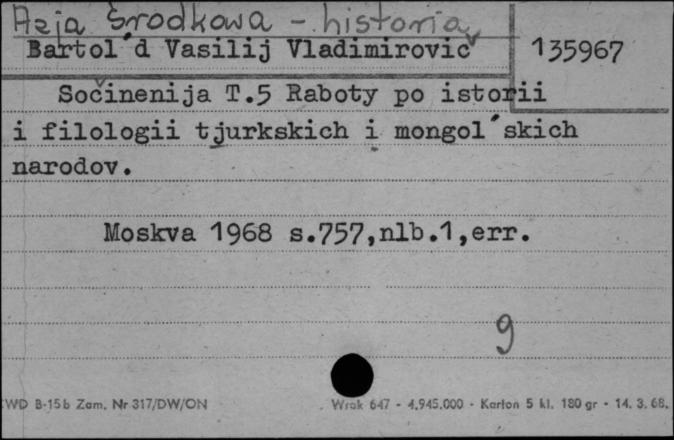 Azja Środkowa - historia
Bartol´d Vasilij Vladimirovič
135967
Sočinenija T.5 Raboty po istorii
i filologii tjurkskich i mongol´skich
narodov.
Moskva 1968 s.757,nlb.1,err.
9
WD B-15b Zam. Nr 317/DW/ON
Wrok 647 - 4.945.000 - Karton 5 kl. 180 gr - 14. 3. 68.